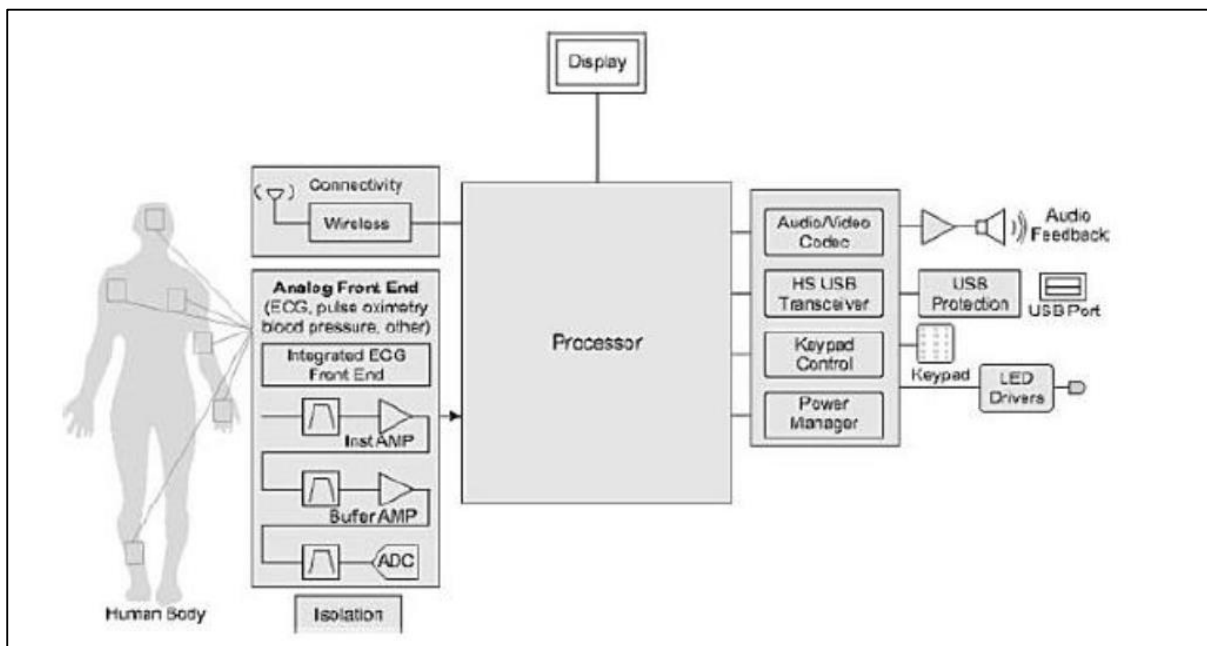 Display
Connectivity
Wireless
Analog Front End
(ECG, pulse oximetry
blood pressure, other)
Integrated ECG
Front End
Inst AMP
Buffer AMP
ADC
Isolation
Human Body
Processor
Audio/Video
Codec
HS USB
Transceiver
Keypad
Control
Power
Manager
Audio
Feedback
USB
Protection
USB Port
Keypad
LED
Drivers